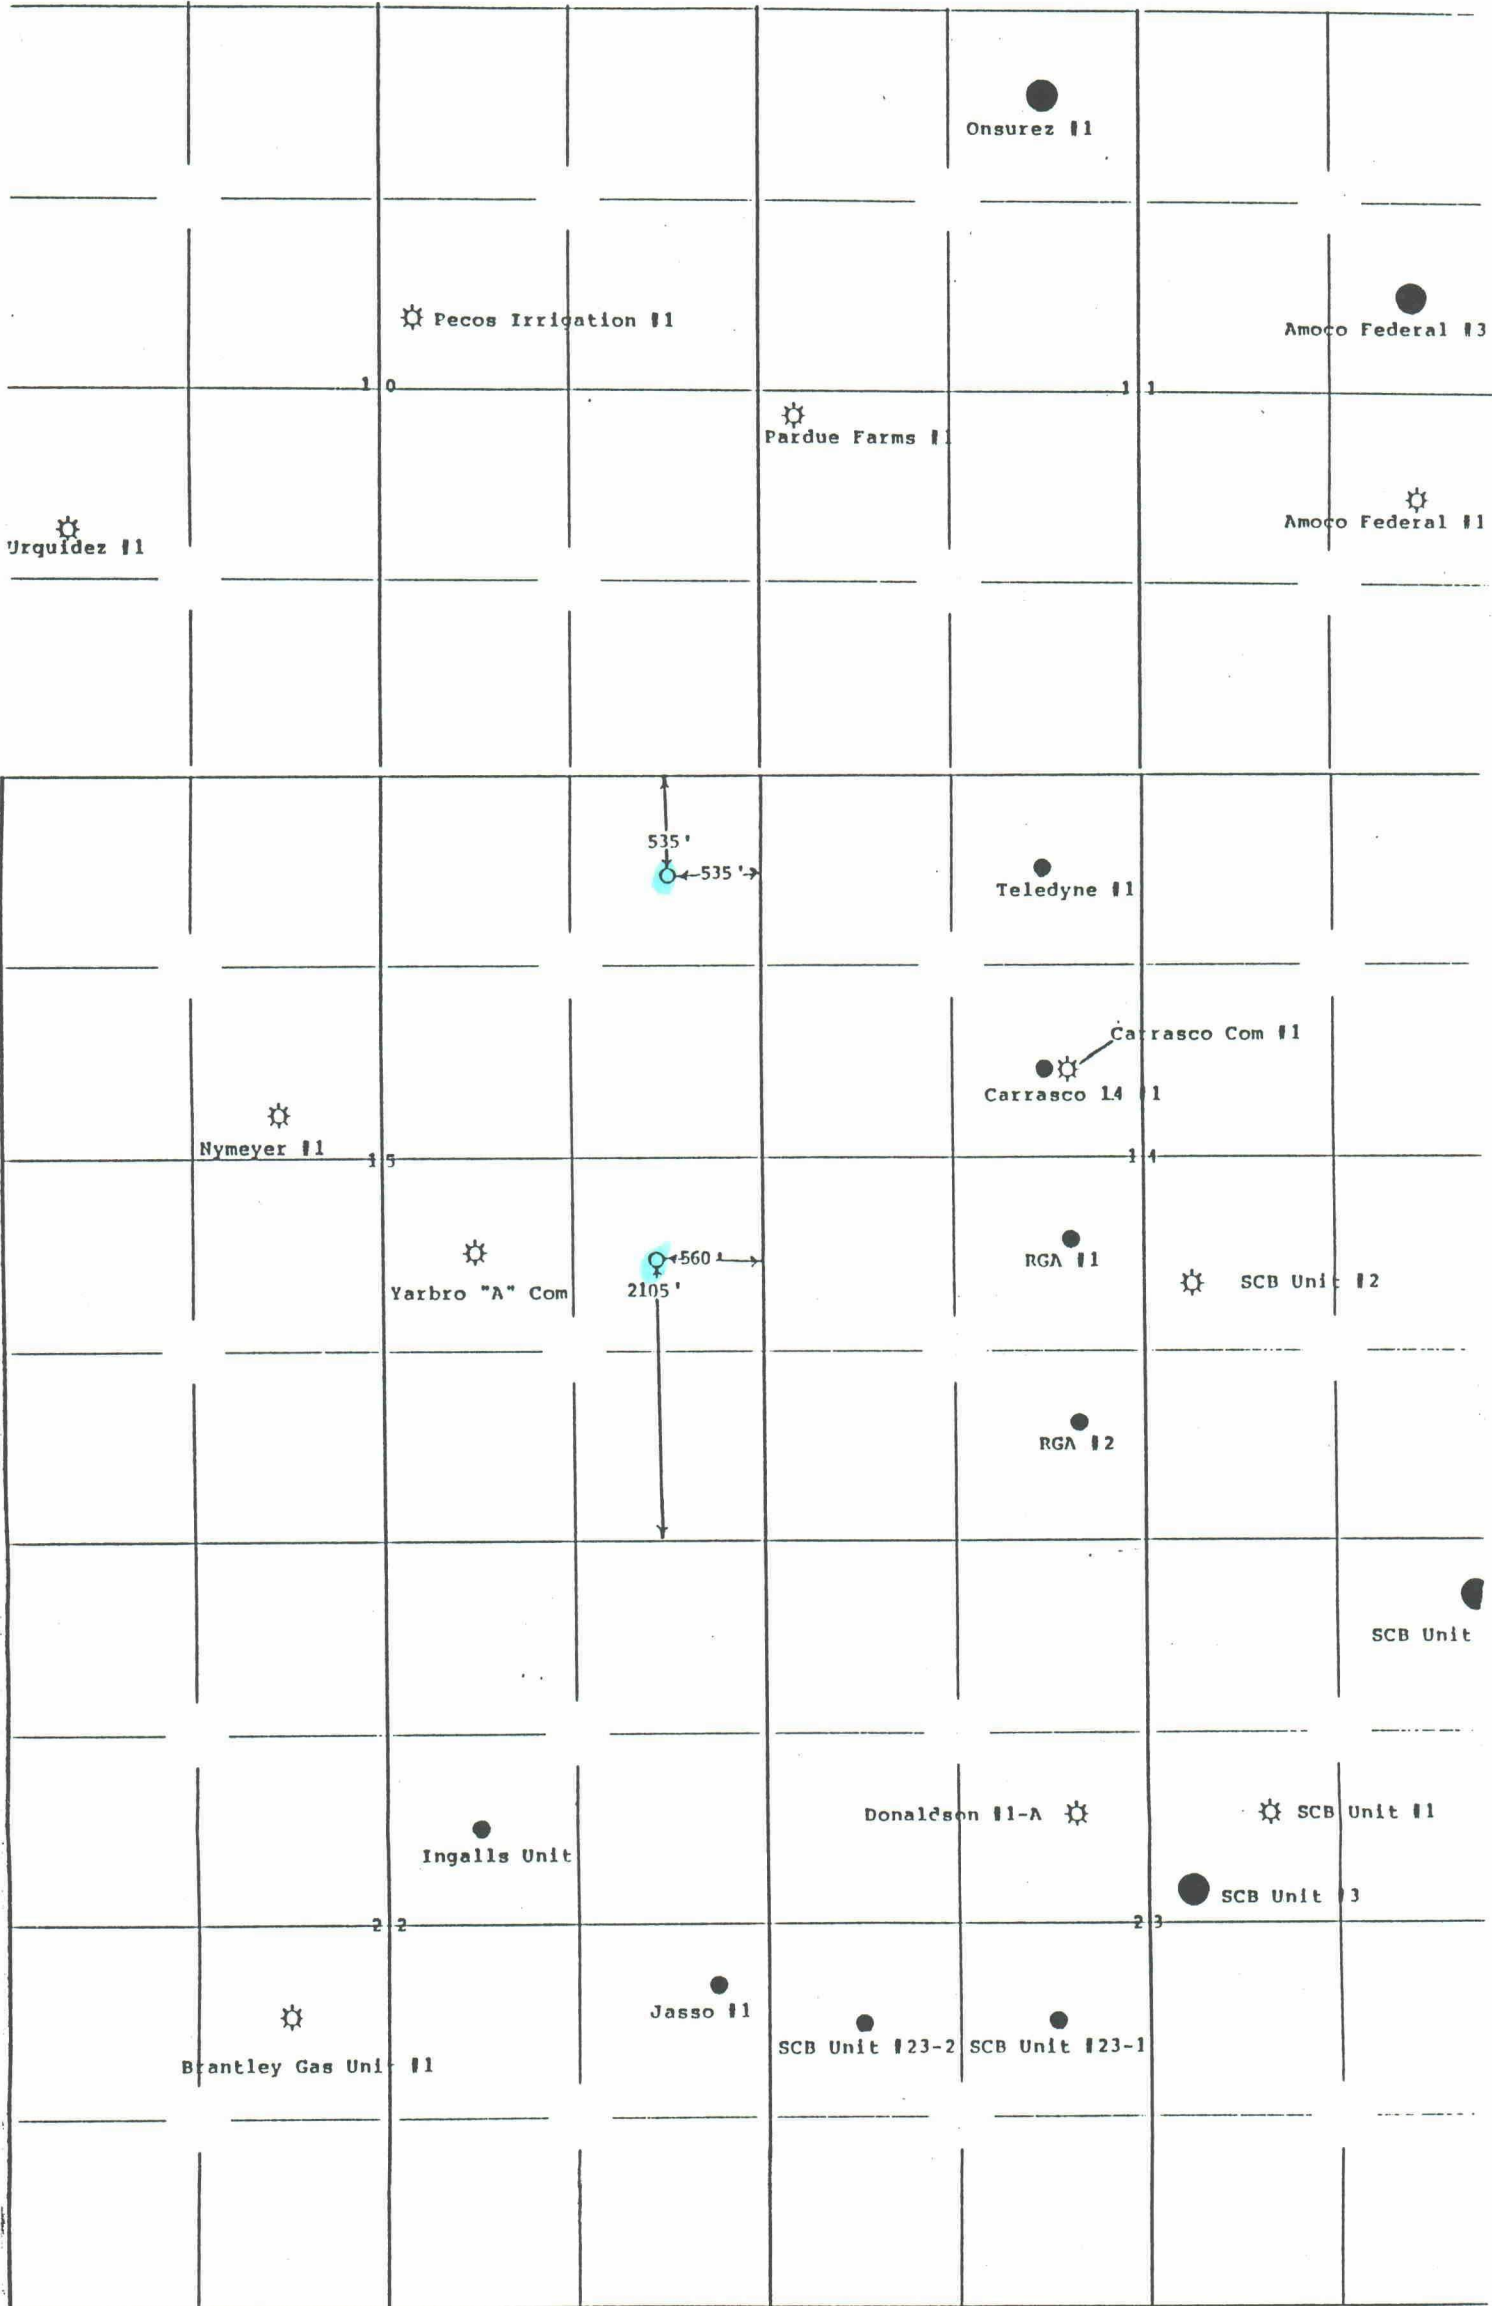 Onsurez #1
Pecos Irrigation #1
Amoco Federal #3
10
11
Pardue Farms #1
Amoco Federal #1
Urquidez #1
535'
535'
Teledyne #1
Carrasco Com #1
Carrasco 14 #1
Nymeyer #1
15
14
RGA #1
560'
SCB Unit #2
Yarbro "A" Com
2105'
RGA #2
SCB Unit
Donaldson #1-A
SCB Unit #1
Ingalls Unit
SCB Unit #3
22
23
Jasso #1
SCB Unit #23-2
SCB Unit #23-1
Brantley Gas Unit #1